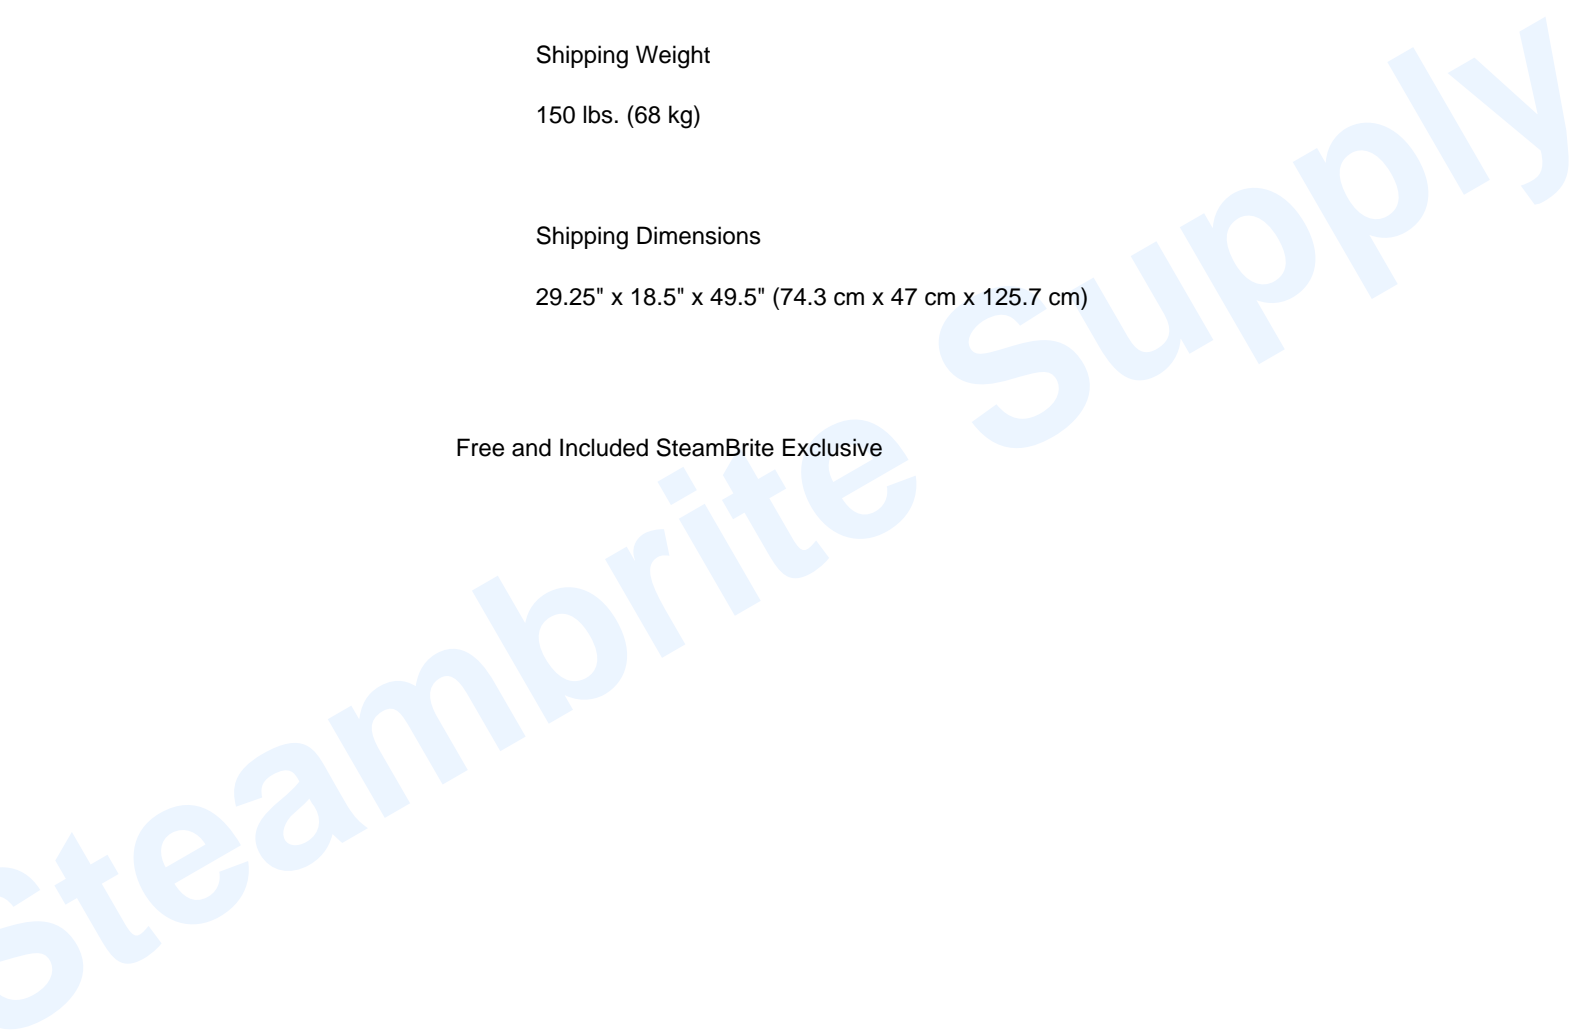 Shipping Weight
150 lbs. (68 kg)
Shipping Dimensions
29.25" x 18.5" x 49.5" (74.3 cm x 47 cm x 125.7 cm)
Free and Included SteamBrite Exclusive
Steambrite Supply